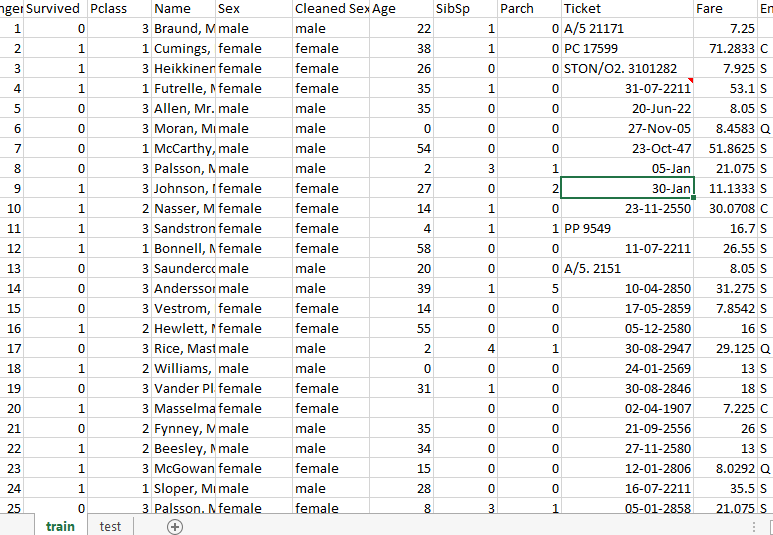 nger Survived Pclass Name Sex Cleaned Sex Age SibSp Parch Ticket Fare Em
1 0 3 Braund, M male male 22 1 0 A/5 21171 7.25
2 1 1 Cumings, female female 38 1 0 PC 17599 71.2833 C
3 1 3 Heikkinen female female 26 0 0 STON/O2. 3101282 7.925 S
4 1 1 Futrelle, M female female 35 1 0 31-07-2211 53.1 S
5 0 3 Allen, Mr. male male 35 0 0 20-Jun-22 8.05 S
6 0 3 Moran, Mr male male 0 0 0 27-Nov-05 8.4583 Q
7 0 1 McCarthy, male male 54 0 0 23-Oct-47 51.8625 S
8 0 3 Palsson, M male male 2 3 1 05-Jan 21.075 S
9 1 3 Johnson, M female female 27 0 2 30-Jan 11.1333 S
10 1 2 Nasser, M female female 14 1 0 23-11-2550 30.0708 C
11 1 3 Sandstrom female female 4 1 1 PP 9549 16.7 S
12 1 1 Bonnell, M female female 58 0 0 11-07-2211 26.55 S
13 0 3 Saunderco male male 20 0 0 A/5. 2151 8.05 S
14 0 3 Andersson male male 39 1 5 10-04-2850 31.275 S
15 0 3 Vestrom, female female 14 0 0 17-05-2859 7.8542 S
16 1 2 Hewlett, M female female 55 0 0 05-12-2580 16 S
17 0 3 Rice, Mast male male 2 4 1 30-08-2947 29.125 Q
18 1 2 Williams, male male 0 0 0 24-01-2569 13 S
19 0 3 Vander Pl female female 31 1 0 30-08-2846 18 S
20 1 3 Masselma female female 0 0 02-04-1907 7.225 C
21 0 2 Fynney, M male male 35 0 0 21-09-2556 26 S
22 1 2 Beesley, M male male 34 0 0 27-11-2580 13 S
23 1 3 McGowan female female 15 0 0 12-01-2806 8.0292 Q
24 1 1 Sloper, Mr male male 28 0 0 16-07-2211 35.5 S
25 0 3 Palsson, M female female 8 3 1 05-01-2858 21.075 S
train test